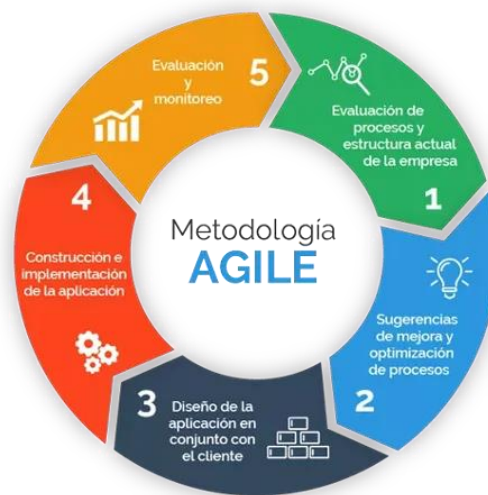 Metodología
AGILE
Evaluación de
procesos y
estructura actual
de la empresa
1
Sugerencias
de mejora y
optimización
de procesos
2
3
Diseño de la
aplicación en
conjunto con
el cliente
4
Construcción e
implementación
de la aplicación
Evaluación
y
monitoreo
5